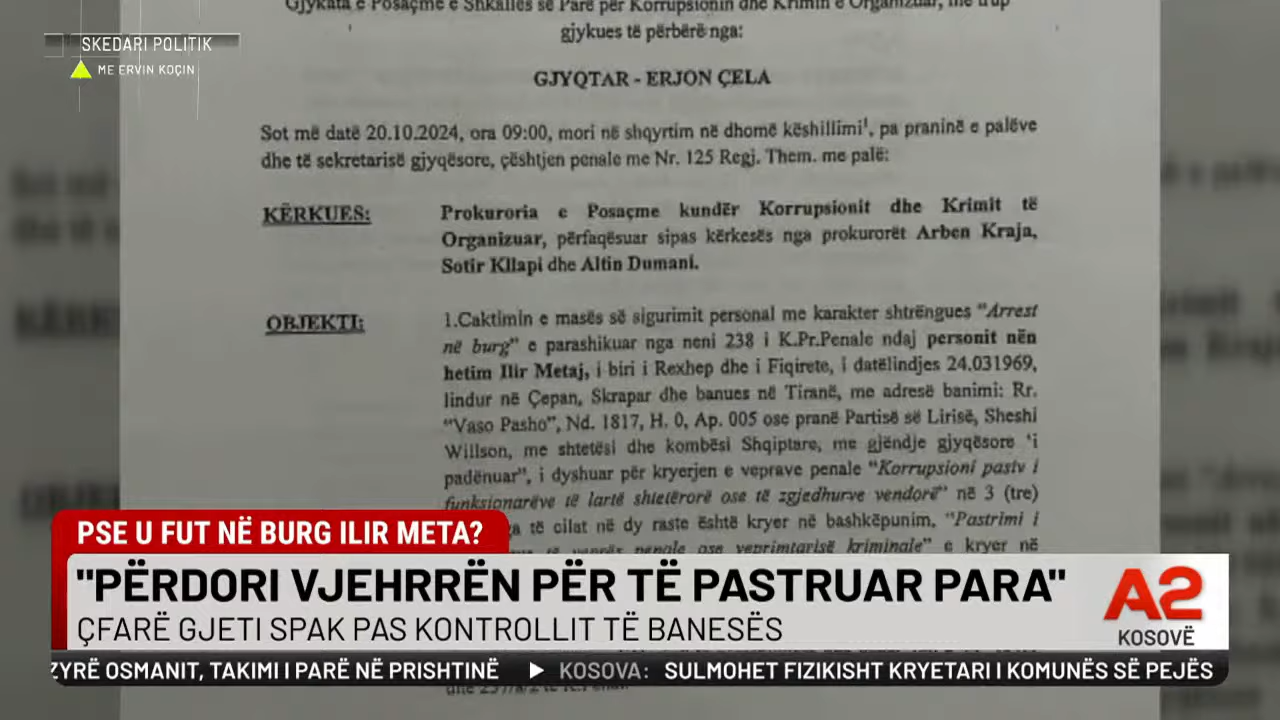 Gjykata e Posaçme e Shkallës së Parë për Korrupsionin dhe Krimin e Organizuar, me trup
gjykues të përbërë nga:
SKEDARI POLITIK
ME ERVIN KOÇIN
GJYQTAR - ERJON ÇELA
Sot më datë 20.10.2024, ora 09:00, mori në shqyrtim në dhomë këshillimi¹, pa praninë e palëve
dhe të sekretarisë gjyqësore, çështjen penale me Nr. 125 Regj. Them. me palë:
KËRKUES:
Prokuroria e Posaçme kundër Korrupsionit dhe Krimit të
Organizuar, përfaqësuar sipas kërkesës nga prokurorët Arben Kraja,
Sotir Kllapi dhe Altin Dumani.
OBJEKTI:
1.Caktimin e masës së sigurimit personal me karakter shtrëngues "Arrest
në burg" e parashikuar nga neni 238 i K.Pr.Penale ndaj personit nën
hetim Ilir Metaj, i biri i Rexhep dhe i Fiqirete, i datëlindjes 24.031969,
lindur në Çepan, Skrapar dhe banues në Tiranë, me adresë banimi: Rr.
"Vaso Pasho", Nd. 1817, H. 0, Ap. 005 ose pranë Partisë së Lirisë, Sheshi
Willson, me shtetësi dhe kombësi Shqiptare, me gjëndje gjyqësore 'i
padënuar", i dyshuar për kryerjen e veprave penale "Korrupsioni pasiv i
funksionarëve të lartë shtetërorë ose të zgjedhurve vendorë" në 3 (tre)
të cilat në dy raste është kryer në bashkëpunim, "Pastrimi i
të veprës penale ose veprimtarisë kriminale" e kryer në
PSE U FUT NË BURG ILIR META?
"PËRDORI VJEHRRËN PËR TË PASTRUAR PARA"
ÇFARË GJETI SPAK PAS KONTROLLIT TË BANESËS
A2
KOSOVË
ZYRË OSMANIT, TAKIMI I PARË NË PRISHTINË ▶ KOSOVA: SULMOHET FIZIKISHT KRYETARI I KOMUNËS SË PEJËS